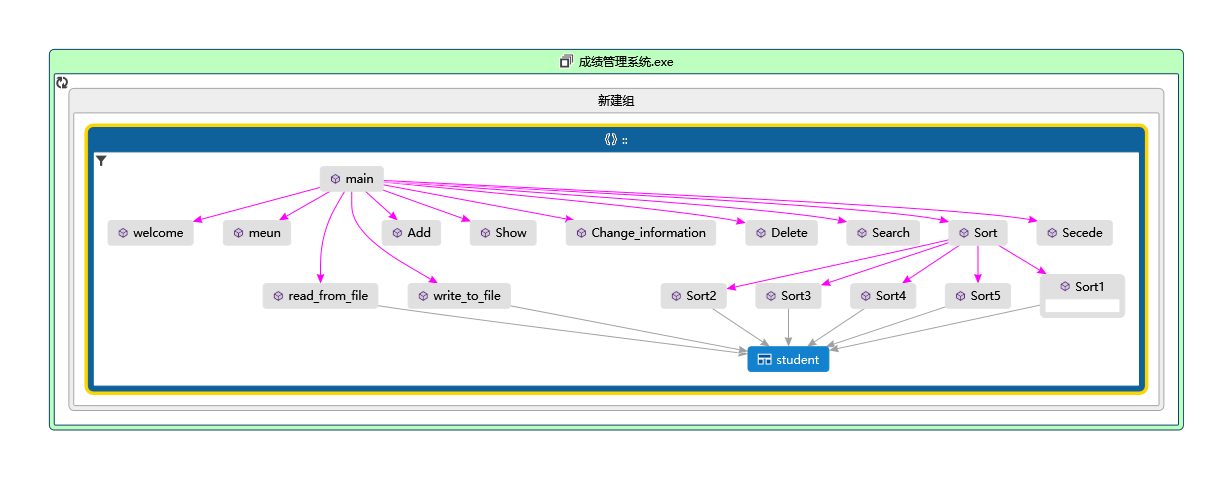 成绩管理系统.exe
新建组
::
main
welcome
meun
Add
Show
Change_information
Delete
Search
Sort
Secede
read_from_file
write_to_file
Sort2
Sort3
Sort4
Sort5
Sort1
student